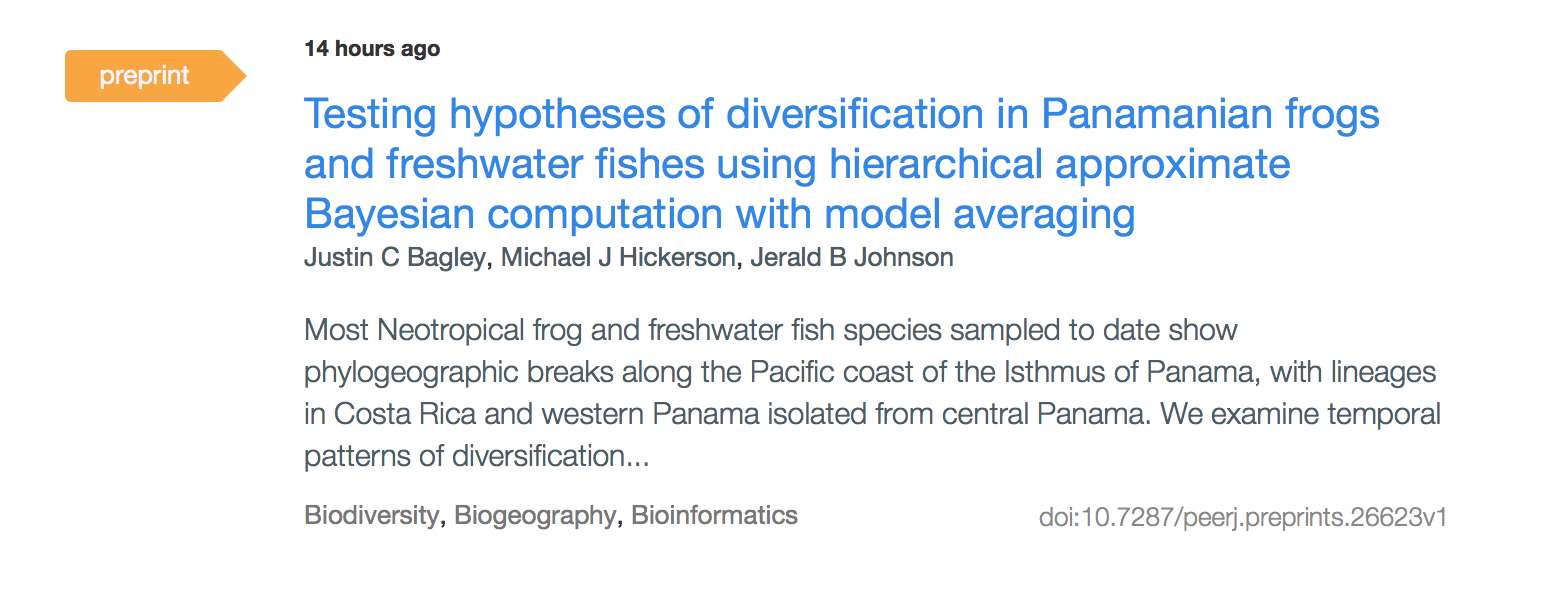 preprint
14 hours ago
Testing hypotheses of diversification in Panamanian frogs
and freshwater fishes using hierarchical approximate
Bayesian computation with model averaging
Justin C Bagley, Michael J Hickerson, Jerald B Johnson
Most Neotropical frog and freshwater fish species sampled to date show
phylogeographic breaks along the Pacific coast of the Isthmus of Panama, with lineages
in Costa Rica and western Panama isolated from central Panama. We examine temporal
patterns of diversification...
Biodiversity, Biogeography, Bioinformatics
doi:10.7287/peerj.preprints.26623v1